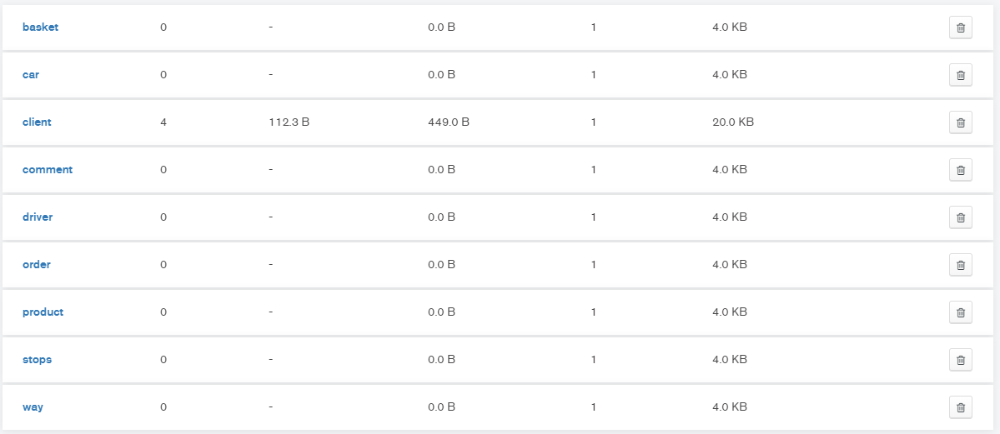 basket 0 - 0.0 B 1 4.0 KB
car 0 - 0.0 B 1 4.0 KB
client 4 112.3 B 449.0 B 1 20.0 KB
comment 0 - 0.0 B 1 4.0 KB
driver 0 - 0.0 B 1 4.0 KB
order 0 - 0.0 B 1 4.0 KB
product 0 - 0.0 B 1 4.0 KB
stops 0 - 0.0 B 1 4.0 KB
way 0 - 0.0 B 1 4.0 KB